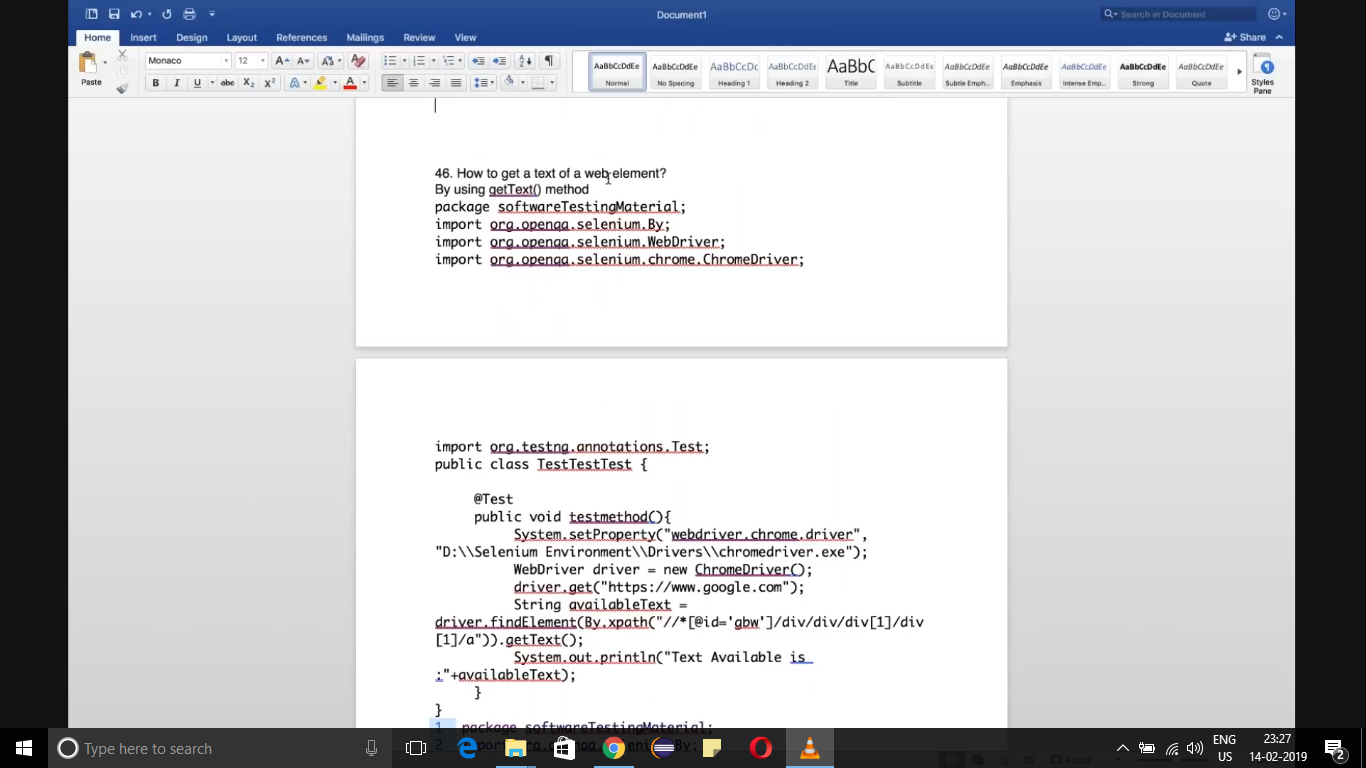 Document1
Search in Document
Home Insert Design Layout References Mailings Review View
Share
Paste
Monaco 12
AaBbCcDdEe AaBbCcDdEe AaBbCcDc AaBbCcDdEe AaBbC AaBbCcDdEe AaBbCcDdEe AaBbCcDdEe AaBbCcDdEe AaBbCcDdEe AaBbCcDdEe
Normal No Spacing Heading 1 Heading 2 Title Subtitle Subtle Emph... Emphasis Intense Emp... Strong Quote
Styles Pane
46. How to get a text of a web element?
By using getText() method
package softwareTestingMaterial;
import org.openqa.selenium.By;
import org.openqa.selenium.WebDriver;
import org.openqa.selenium.chrome.ChromeDriver;
import org.testng.annotations.Test;
public class TestTestTest {
@Test
public void testmethod(){
System.setProperty("webdriver.chrome.driver",
"D:\\Selenium Environment\\Drivers\\chromedriver.exe");
WebDriver driver = new ChromeDriver();
driver.get("https://www.google.com");
String availableText =
driver.findElement(By.xpath("//*[@id='gbw']/div/div/div[1]/div
[1]/a")).getText();
System.out.println("Text Available is
:"+availableText);
}
}
1 package softwareTestingMaterial;
2
Type here to search
ENG
US
23:27
14-02-2019
2